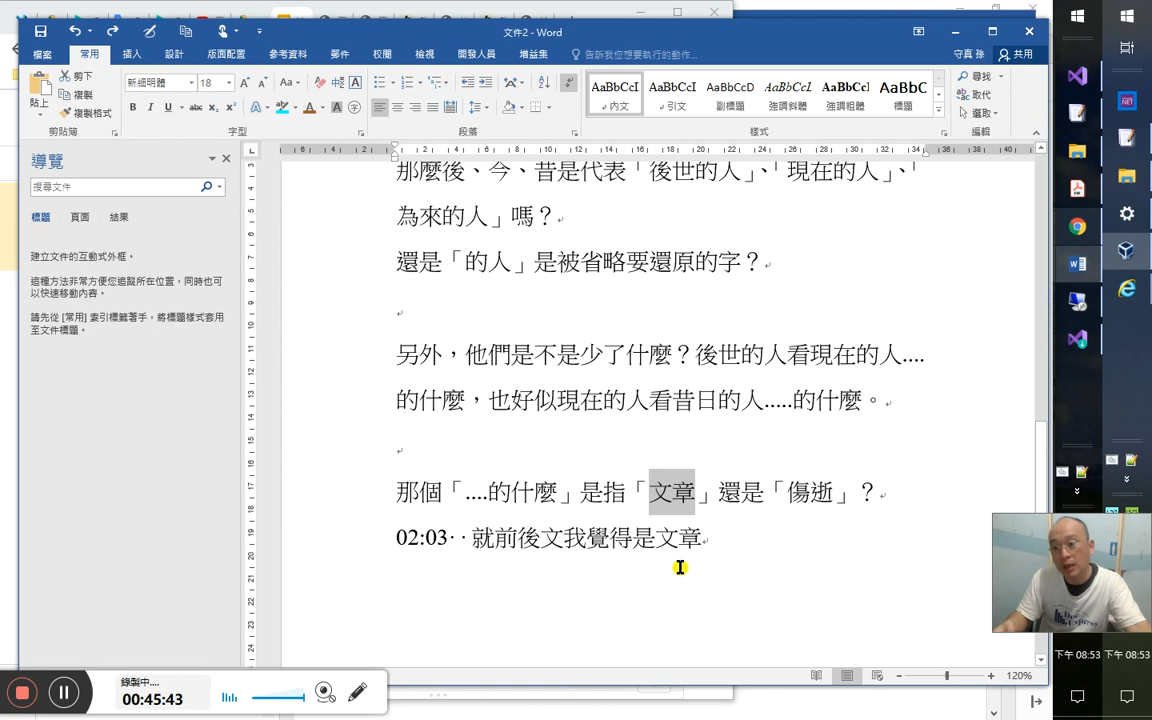 文件2 - Word
檔案 常用 插入 設計 版面配置 參考資料 郵件 校閱 檢視 開發人員 增益集 告訴我您想要執行的動作... 共用
貼上
剪下
複製
複製格式
新細明體 18
AaBbCcI AaBbCcI AaBbCcD AaBbCcI AaBbCc AaBbC
內文 引文 副標題 強調斜體 強調粗體 標題
尋找
取代
選取
剪貼簿 字型 段落 樣式 編輯
導覽
搜尋文件
標題 頁面 結果
建立文件的互動式外框。
這種方法非常方便您追蹤所在位置，同時也可
以快速移動內容。
請先從 [常用] 索引標籤著手，將標題樣式套用
至文件標題。
那麼後、今、昔是代表「後世的人」、「現在的人」、「
為來的人」嗎？
還是「的人」是被省略要還原的字？
另外，他們是不是少了什麼？後世的人看現在的人....
的什麼，也好似現在的人看昔日的人.....的什麼。
那個「....的什麼」是指「文章」還是「傷逝」？
02:03·· 就前後文我覺得是文章
120%
錄製中....
00:45:43
下午 08:53 下午 08:53